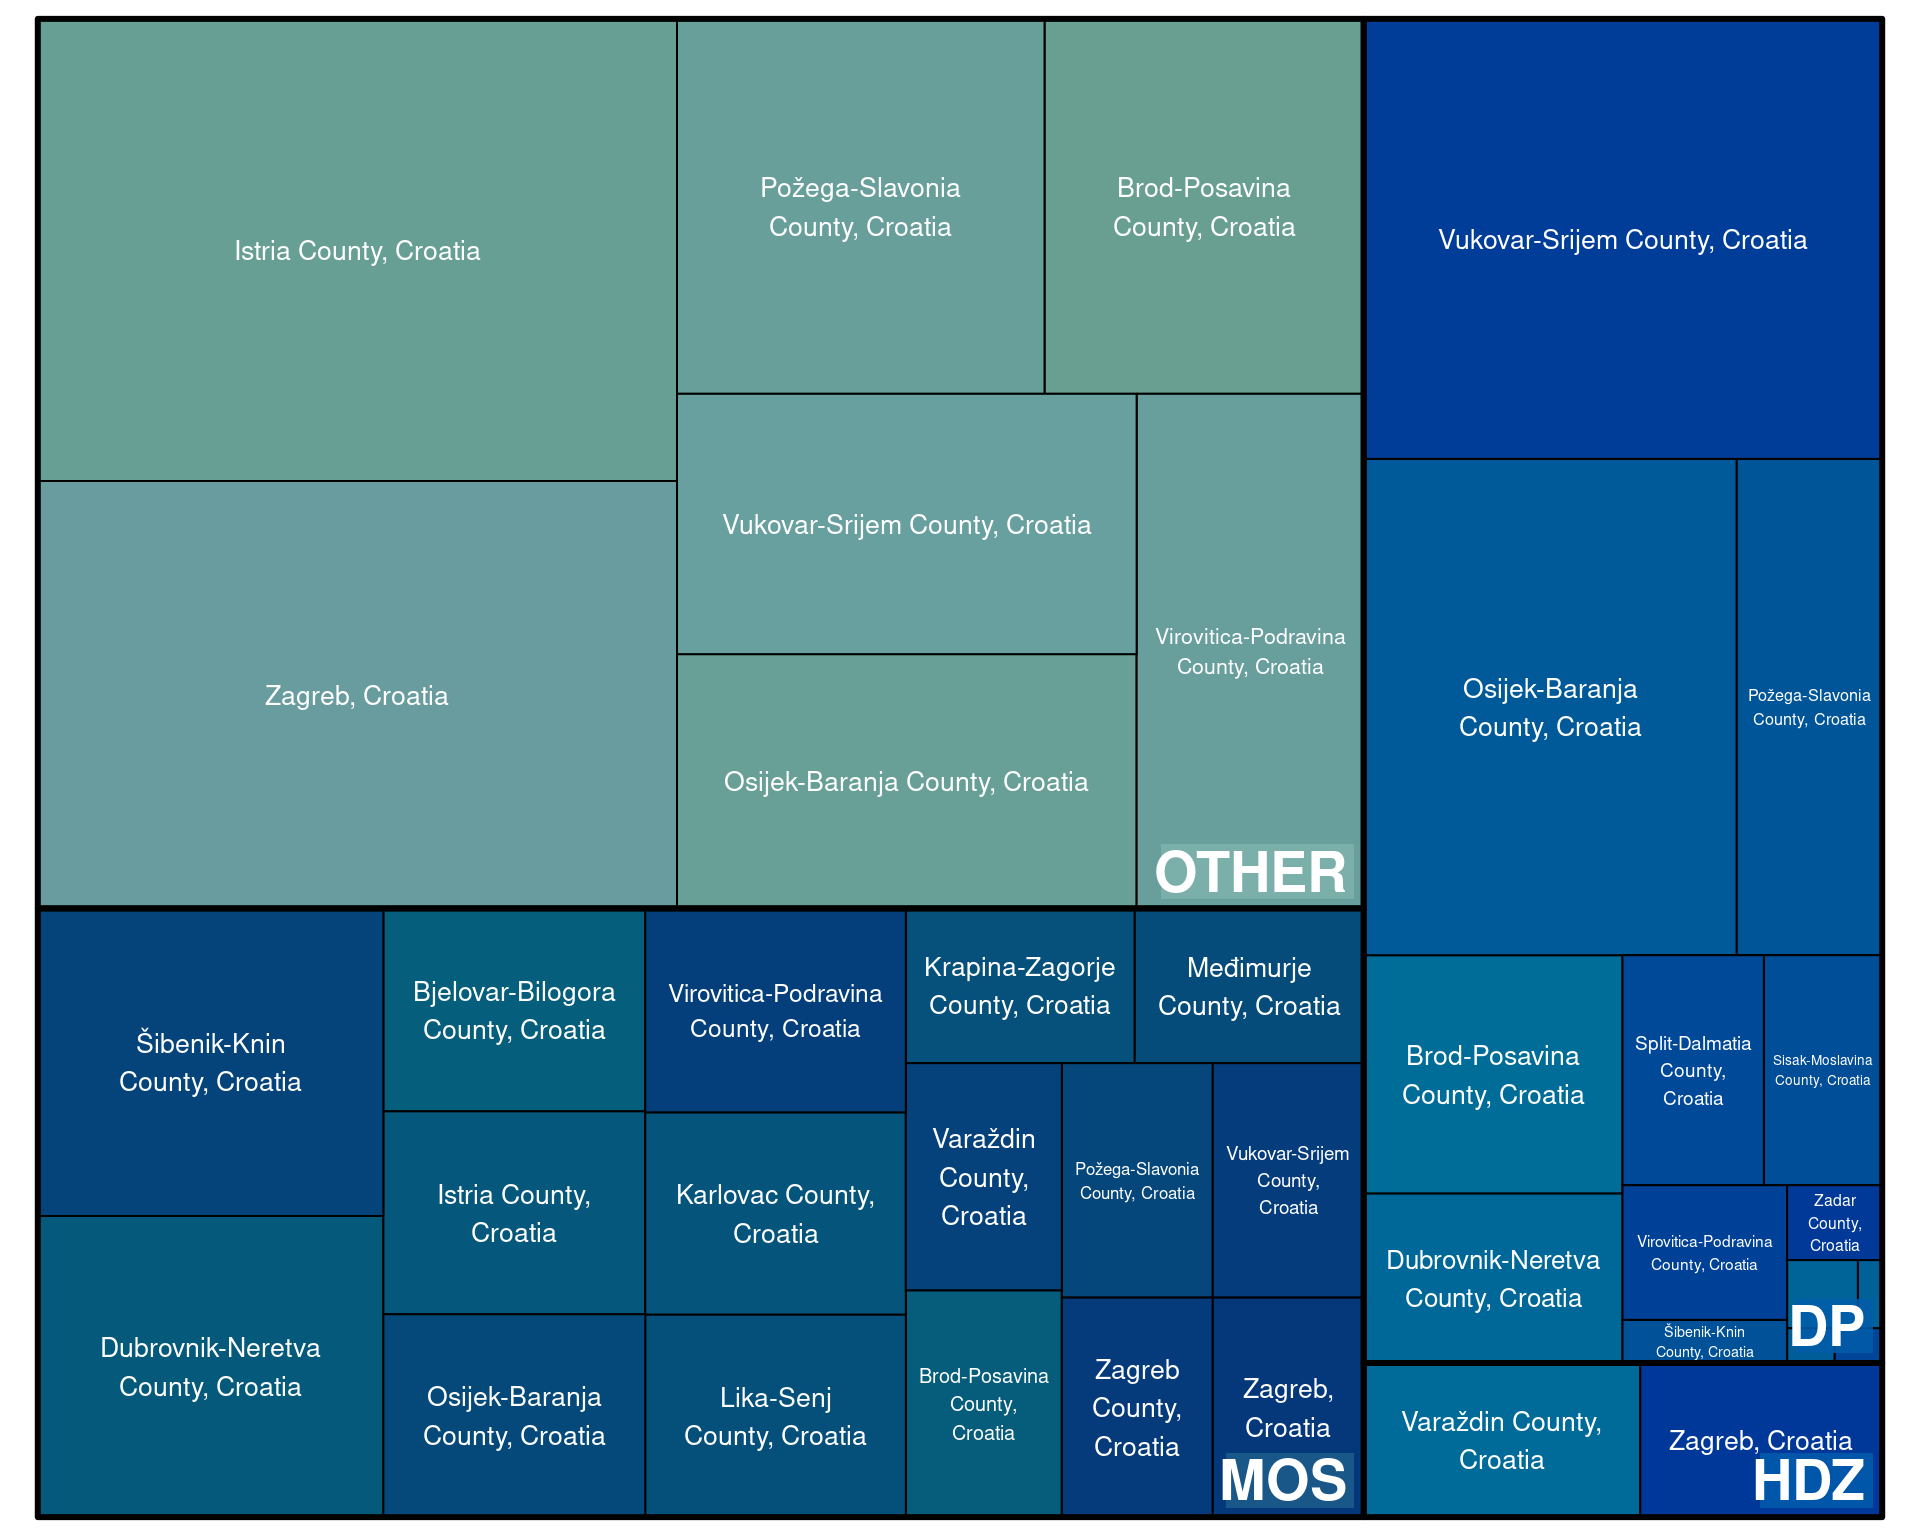 Istria County, Croatia
Zagreb, Croatia
Požega-Slavonia
County, Croatia
Brod-Posavina
County, Croatia
Vukovar-Srijem County, Croatia
Osijek-Baranja County, Croatia
Virovitica-Podravina
County, Croatia
OTHER
Šibenik-Knin
County, Croatia
Dubrovnik-Neretva
County, Croatia
Bjelovar-Bilogora
County, Croatia
Istria County,
Croatia
Osijek-Baranja
County, Croatia
Virovitica-Podravina
County, Croatia
Karlovac County,
Croatia
Lika-Senj
County, Croatia
Krapina-Zagorje
County, Croatia
Međimurje
County, Croatia
Varaždin
County,
Croatia
Brod-Posavina
County,
Croatia
Požega-Slavonia
County, Croatia
Vukovar-Srijem
County,
Croatia
Zagreb
County,
Croatia
Zagreb,
Croatia
MOS
Vukovar-Srijem County, Croatia
Osijek-Baranja
County, Croatia
Požega-Slavonia
County, Croatia
Brod-Posavina
County, Croatia
Dubrovnik-Neretva
County, Croatia
Split-Dalmatia
County,
Croatia
Sisak-Moslavina
County, Croatia
Virovitica-Podravina
County, Croatia
Šibenik-Knin
County, Croatia
Zadar
County,
Croatia
DP
Varaždin County,
Croatia
Zagreb, Croatia
HDZ